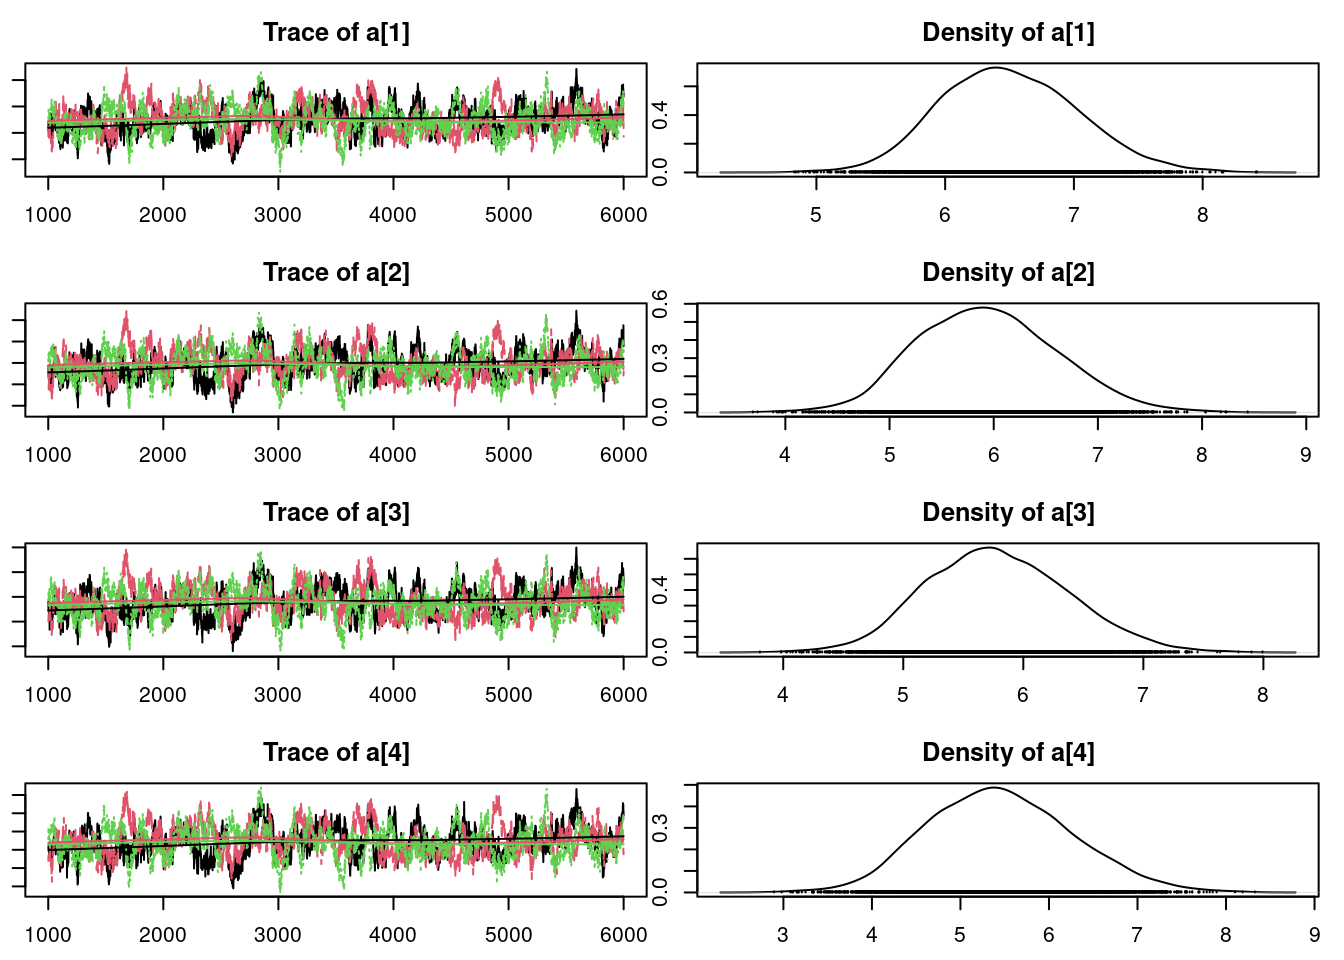 Trace of a[1]
1000 2000 3000 4000 5000 6000
Density of a[1]
0.0 0.4
5 6 7 8
Trace of a[2]
1000 2000 3000 4000 5000 6000
Density of a[2]
0.0 0.3 0.6
4 5 6 7 8 9
Trace of a[3]
1000 2000 3000 4000 5000 6000
Density of a[3]
0.0 0.4
4 5 6 7 8
Trace of a[4]
1000 2000 3000 4000 5000 6000
Density of a[4]
0.0 0.3
3 4 5 6 7 8 9